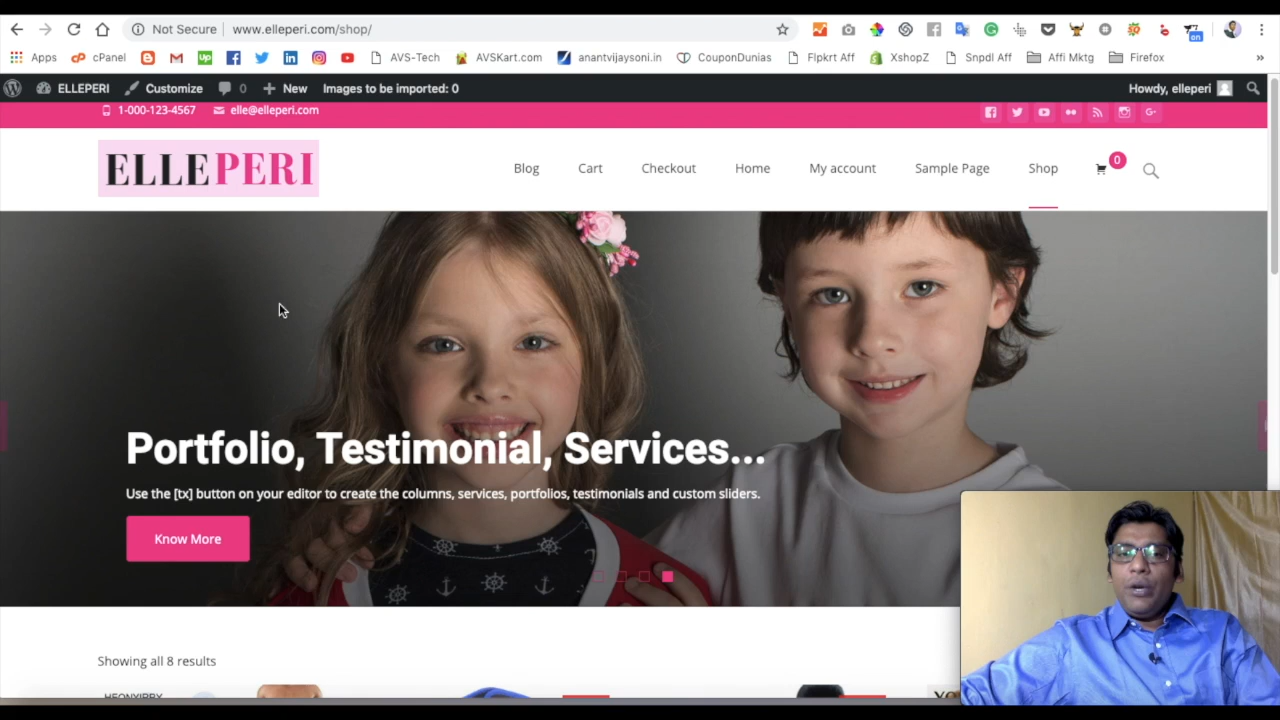 Not Secure www.elleperi.com/shop/
Apps cPanel AVS-Tech AVSKart.com anantvijaysoni.in CouponDunias Flpkrt Aff XshopZ Snpdl Aff Affi Mktg Firefox »
on
ELLEPERI Customize 0 New Images to be imported: 0 Howdy, elleperi
1-000-123-4567 elle@elleperi.com
ELLEPERI
Blog Cart Checkout Home My account Sample Page Shop 0
Portfolio, Testimonial, Services...
Use the [tx] button on your editor to create the columns, services, portfolios, testimonials and custom sliders.
Know More
Showing all 8 results